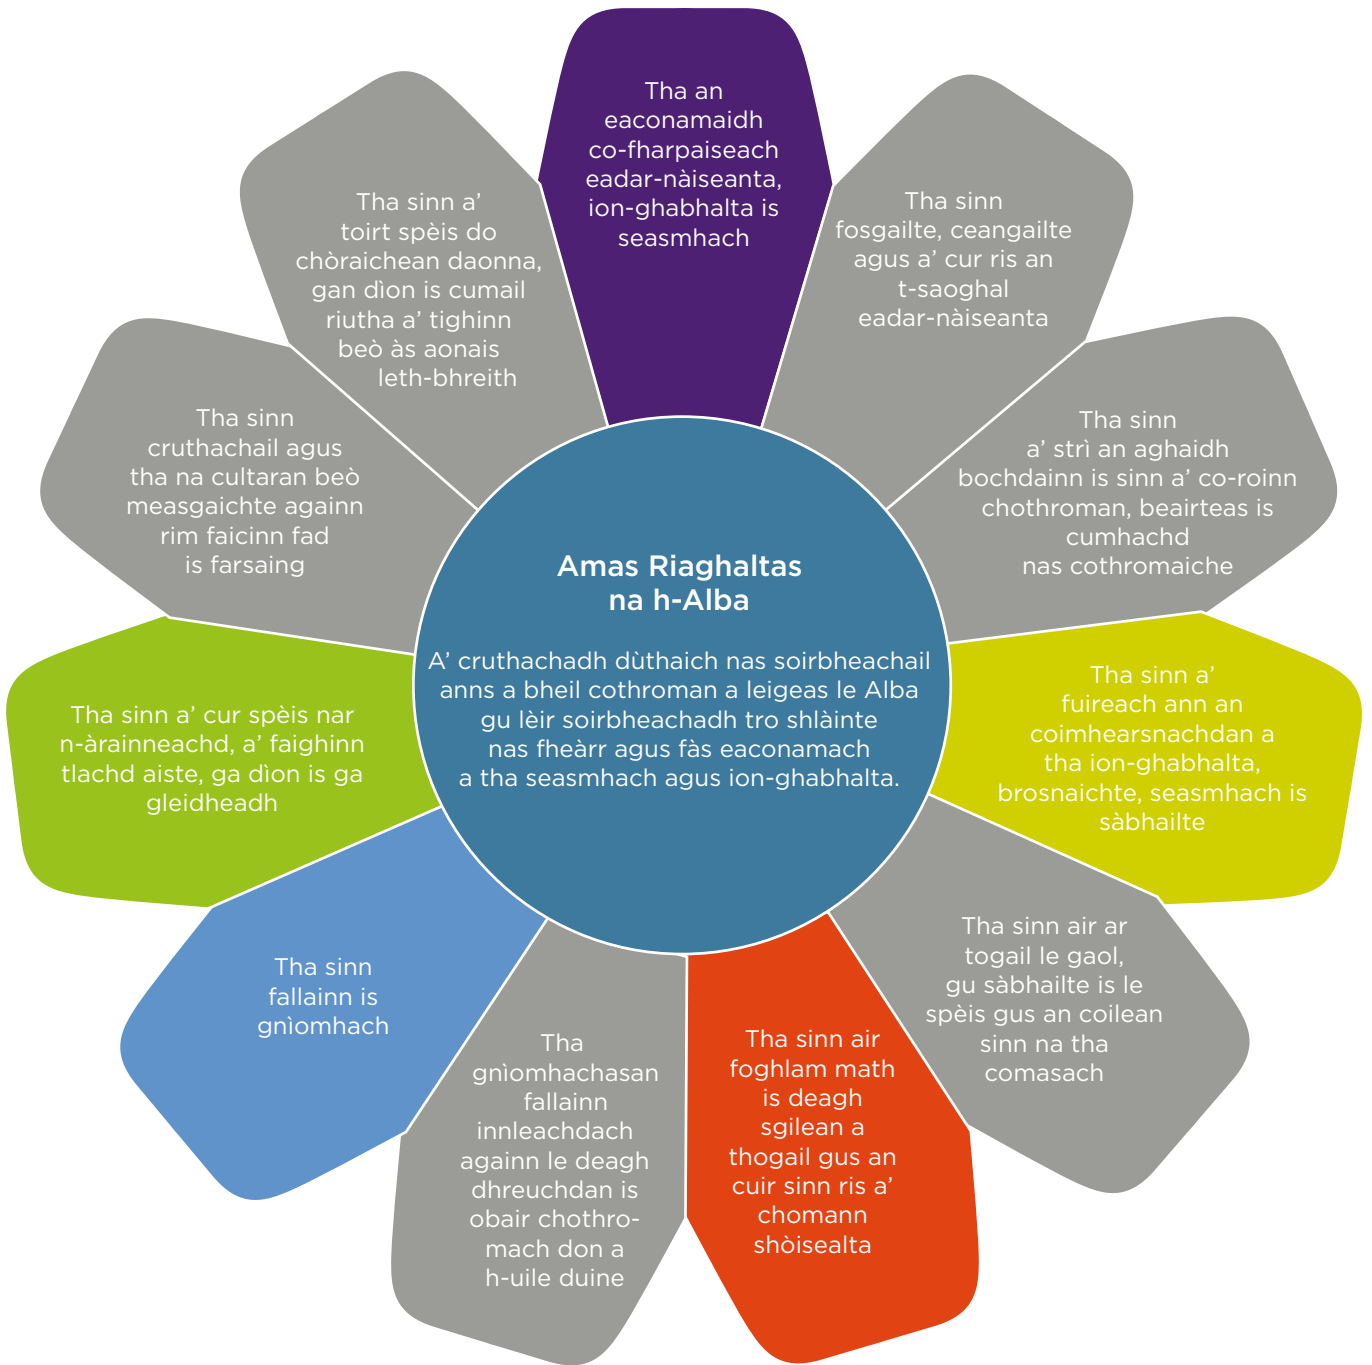 Tha an
eaconamaidh
co-fharpaiseach
eadar-nàiseanta,
ion-ghabhalta is
seasmhach
Tha sinn
fosgailte, ceangailte
agus a’ cur ris an
t-saoghal
eadar-nàiseanta
Tha sinn
a’ strì an aghaidh
bochdainn is sinn a’ co-roinn
chothroman, beairteas is
cumhachd
nas cothromaiche
Tha sinn a’
fuireach ann an
coimhearsnachdan a
tha ion-ghabhalta,
brosnaichte, seasmhach is
sàbhailte
Tha sinn air ar
togail le gaol,
gu sàbhailte is le
spèis gus an coilean
sinn na tha
comasach
Tha sinn air
foghlam math
is deagh
sgilean a
thogail gus an
cuir sinn ris a’
chomann
shòisealta
Tha
gnìomhachasan
fallainn
innleachdach
againn le deagh
dhreuchdan is
obair chothro-
mach don a
h-uile duine
Tha sinn
fallainn is
gnìomhach
Tha sinn a’ cur spèis nar
n-àrainneachd, a’ faighinn
tlachd aiste, ga dìon is ga
gleidheadh
Tha sinn
cruthachail agus
tha na cultaran beò
measgaichte againn
rim faicinn fad
is farsaing
Tha sinn a’
toirt spèis do
chòraichean daonna,
gan dìon is cumail
riutha a’ tighinn
beò às aonais
leth-bhreith
Amas Riaghaltas
na h-Alba
A’ cruthachadh dùthaich nas soirbheachail
anns a bheil cothroman a leigeas le Alba
gu lèir soirbheachadh tro shlàinte
nas fheàrr agus fàs eaconamach
a tha seasmhach agus ion-ghabhalta.